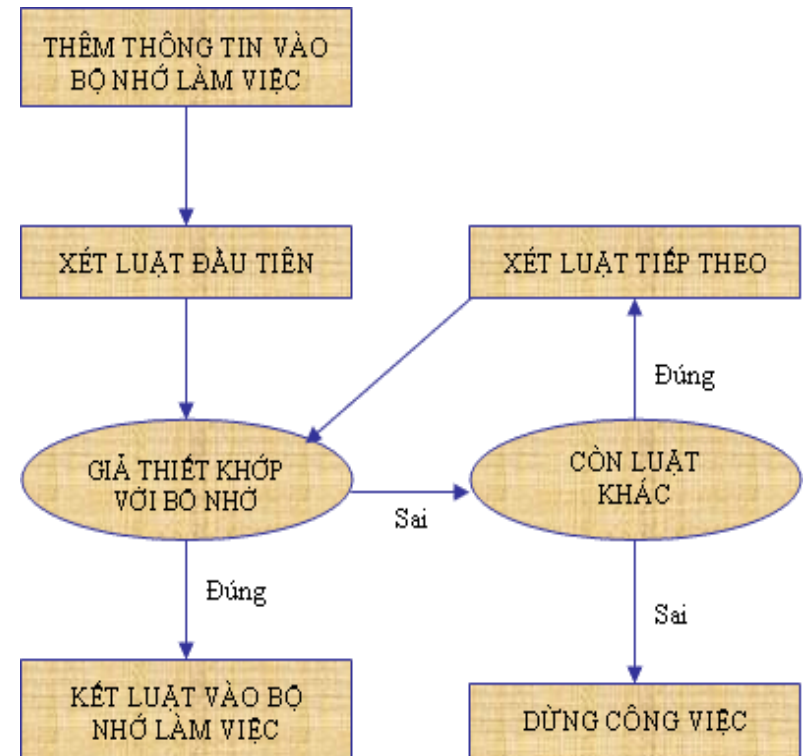 THÊM THÔNG TIN VÀO
BỘ NHỚ LÀM VIỆC
XÉT LUẬT ĐẦU TIÊN
XÉT LUẬT TIẾP THEO
Đúng
GIẢ THIẾT KHỚP
VỚI BÔ NHỚ
CÒN LUẬT
KHÁC
Sai
Đúng
Sai
KẾT LUẬT VÀO BỘ
NHỚ LÀM VIỆC
DỪNG CÔNG VIỆC